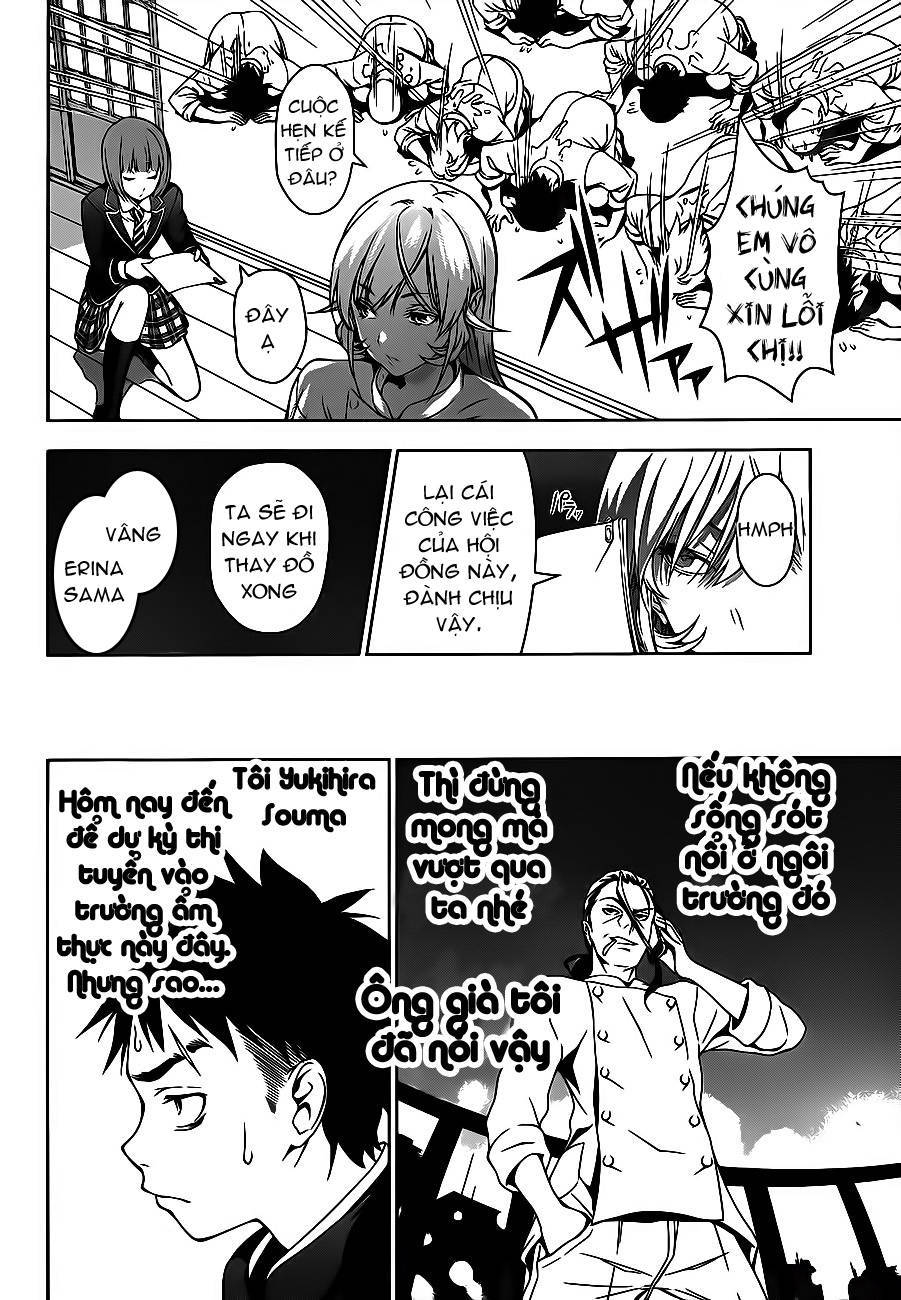 CHÚNG
EM VÔ
CÙNG
XIN LỖI
CHỊ!!
CUỘC
HẸN KẾ
TIẾP Ở
ĐÂU?
ĐÂY
Ạ
HMPH
LẠI CÁI
CÔNG VIỆC
CỦA HỘI
ĐỒNG NÀY,
ĐÀNH CHỊU
VẬY.
TA SẼ ĐI
NGAY KHI
THAY ĐỒ
XONG
VÂNG
ERINA
SAMA
Nếu không
sống sót
nổi ở ngôi
trường đó
Thì đừng
mong mà
vượt qua
ta nhé
Ông già tôi
đã nói vậy
Tôi Yukihira
Souma
Hôm nay đến
để dự kỳ thi
tuyển vào
trường ẩm
thực này đây.
Nhưng sao...